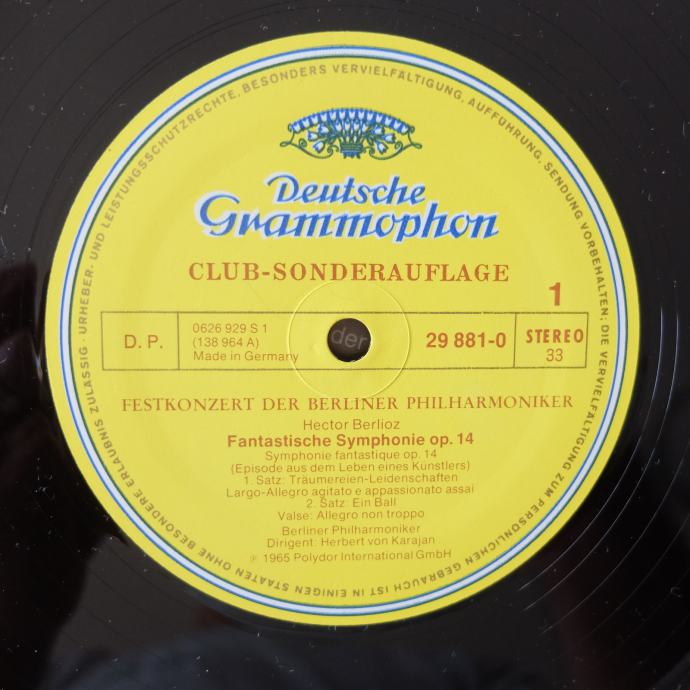 Deutsche
Grammophon
CLUB-SONDERAUFLAGE
1
D. P.
0626 929 S 1
(138 964 A)
Made in Germany
der
29 881-0
STEREO
33
FESTKONZERT DER BERLINER PHILHARMONIKER
Hector Berlioz
Fantastische Symphonie op. 14
Symphonie fantastique op. 14
(Episode aus dem Leben eines Künstlers)
1. Satz: Träumereien-Leidenschaften
Largo-Allegro agitato e appassionato assai
2. Satz: Ein Ball
Valse: Allegro non troppo
Berliner Philharmoniker
Dirigent: Herbert von Karajan
℗ 1965 Polydor International GmbH
URHEBER- UND LEISTUNGSSCHUTZRECHTE, BESONDERS VERVIELFÄLTIGUNG, AUFFÜHRUNG, SENDUNG VORBEHALTEN; DIE VERVIELFÄLTIGUNG ZUM PERSÖNLICHEN GEBRAUCH IST IN EINIGEN STAATEN OHNE BESONDERE ERLAUBNIS ZULÄSSIG ·